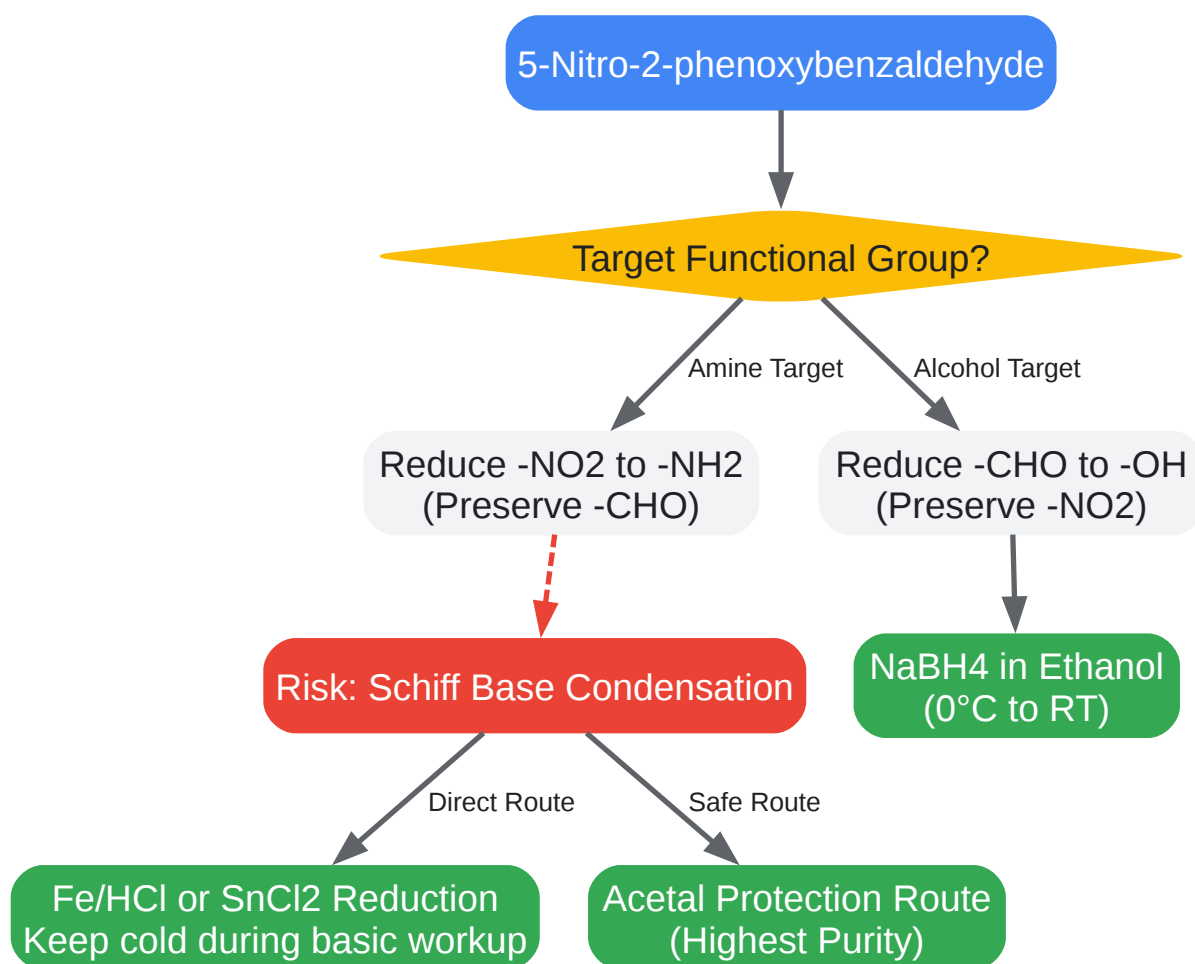 5-Nitro-2-phenoxybenzaldehyde
Target Functional Group?
Amine Target
Alcohol Target
Reduce -NO2 to -NH2
(Preserve -CHO)
Reduce -CHO to -OH
(Preserve -NO2)
Risk: Schiff Base Condensation
NaBH4 in Ethanol
(0°C to RT)
Direct Route
Safe Route
Fe/HCl or SnCl2 Reduction
Keep cold during basic workup
Acetal Protection Route
(Highest Purity)